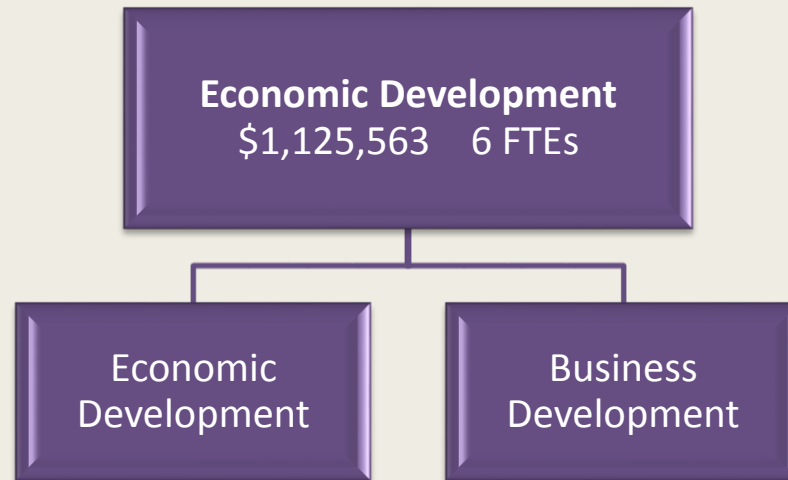 Economic Development
$1,125,563 6 FTEs
Economic
Development
Business
Development